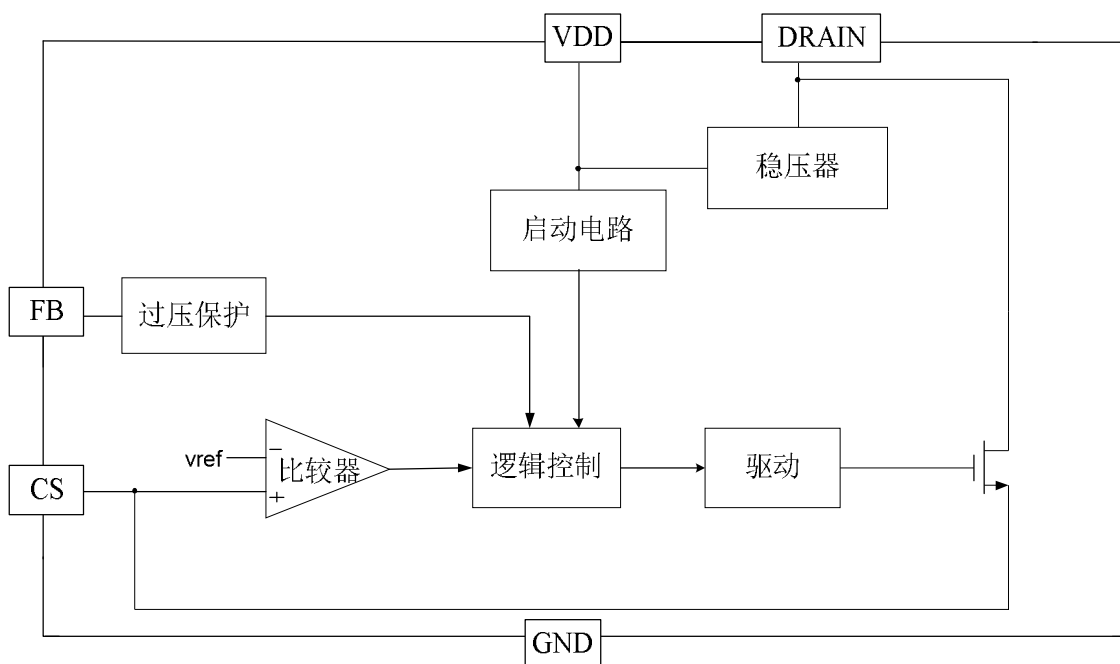 VDD
DRAIN
稳压器
启动电路
FB
过压保护
vref
比较器
逻辑控制
驱动
CS
GND